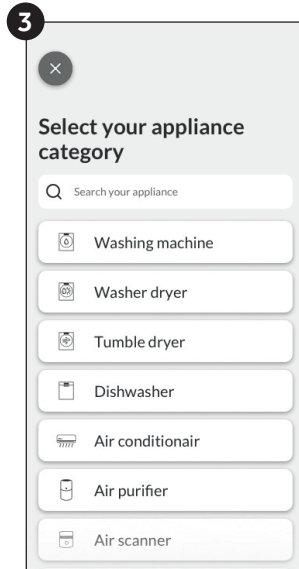 3
Select your appliance
category
Search your appliance
Washing machine
Washer dryer
Tumble dryer
Dishwasher
Air conditionair
Air purifier
Air scanner